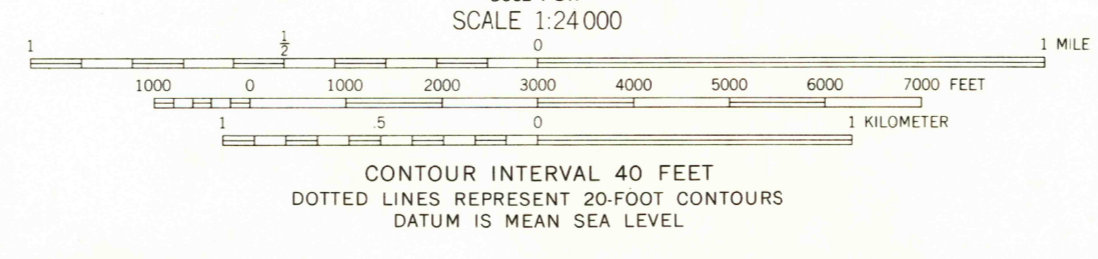 SCALE 1:24000
1 1/2 0 1 MILE
1000 0 1000 2000 3000 4000 5000 6000 7000 FEET
1 .5 0 1 KILOMETER
CONTOUR INTERVAL 40 FEET
DOTTED LINES REPRESENT 20-FOOT CONTOURS
DATUM IS MEAN SEA LEVEL